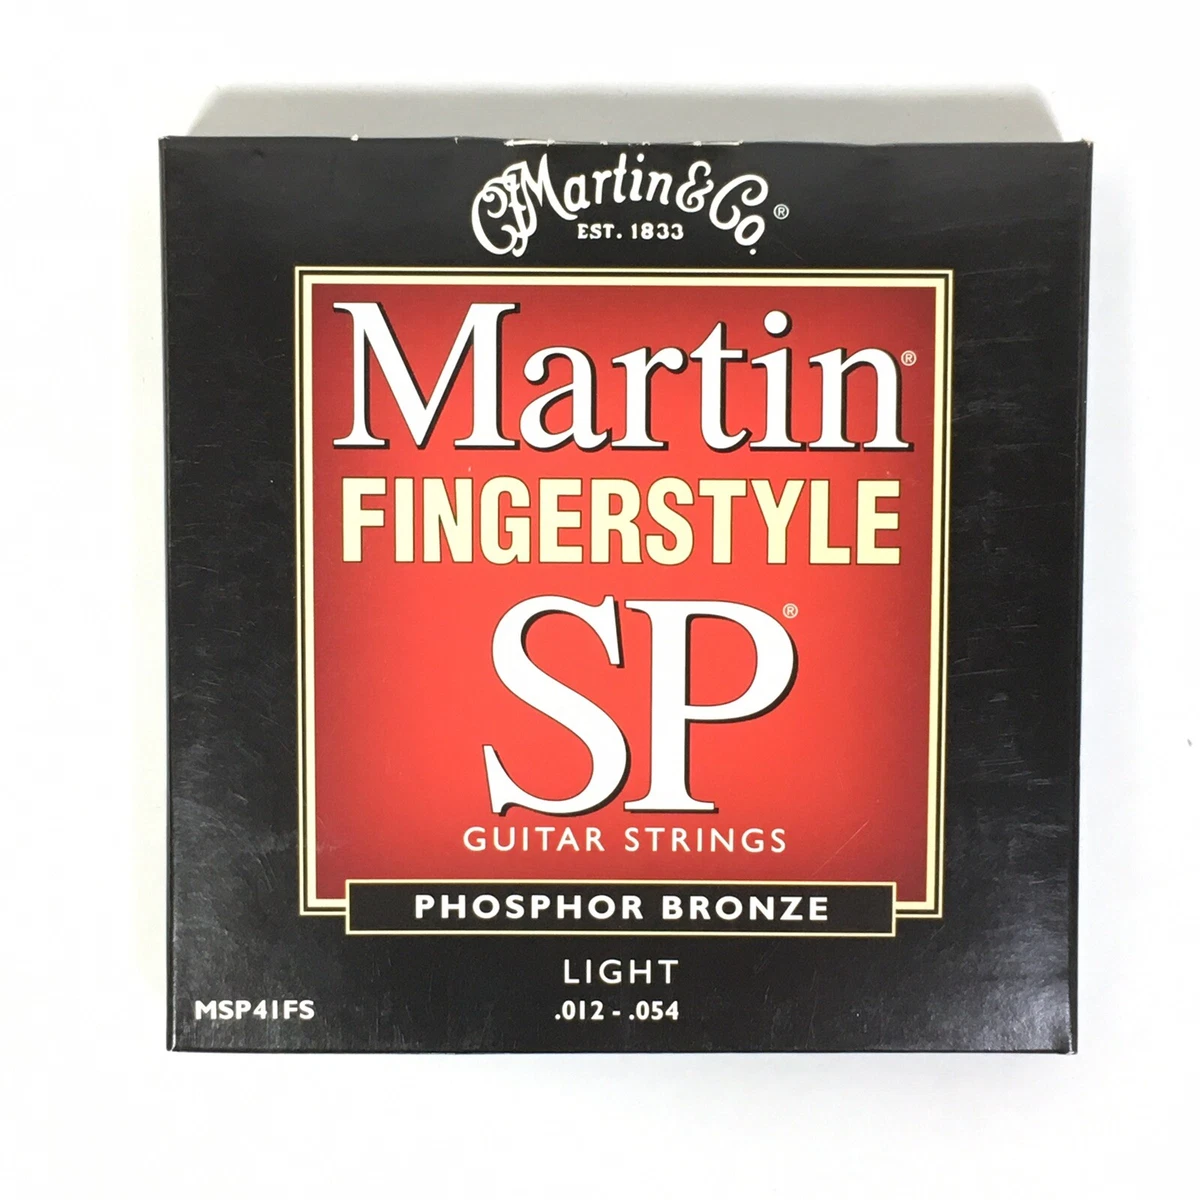 CFMartin & Co.®
EST. 1833
Martin®
FINGERSTYLE
SP®
GUITAR STRINGS
PHOSPHOR BRONZE
LIGHT
MSP41FS
.012 - .054